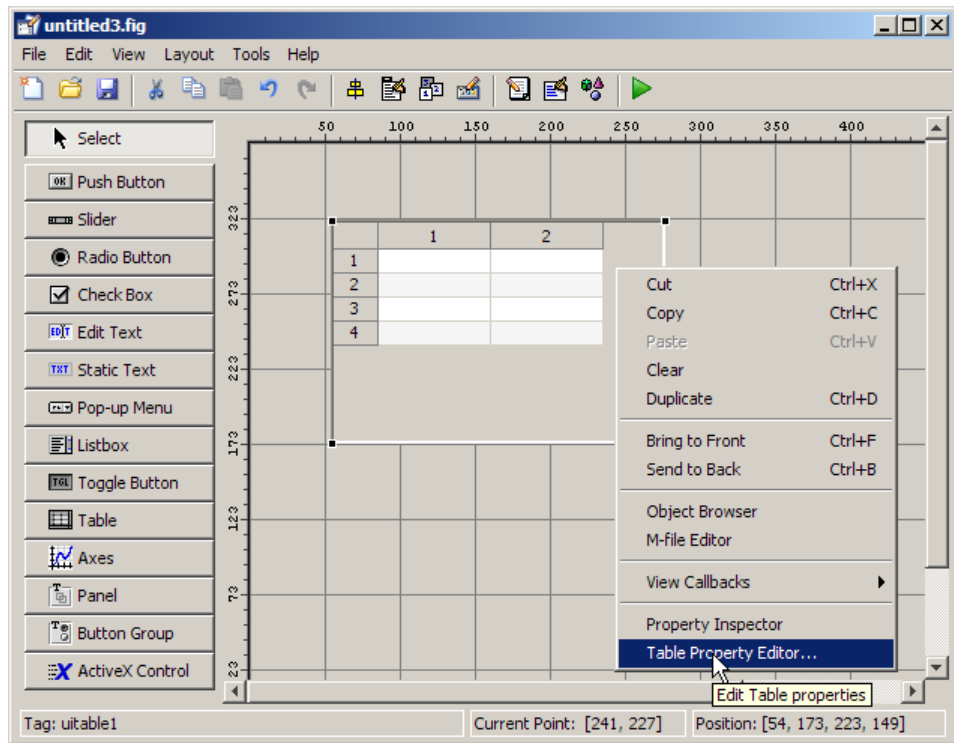 untitled3.fig
File Edit View Layout Tools Help
50 100 150 200 250 300 350 400
Select
OK Push Button
Slider
Radio Button
Check Box
EDIT Edit Text
TXT Static Text
Pop-up Menu
Listbox
TGL Toggle Button
Table
Axes
T Panel
T Button Group
X ActiveX Control
323
273
223
173
123
73
23
1 2
1
2
3
4
Cut Ctrl+X
Copy Ctrl+C
Paste Ctrl+V
Clear
Duplicate Ctrl+D
Bring to Front Ctrl+F
Send to Back Ctrl+B
Object Browser
M-file Editor
View Callbacks
Property Inspector
Table Property Editor...
Edit Table properties
Tag: uitable1 Current Point: [241, 227] Position: [54, 173, 223, 149]